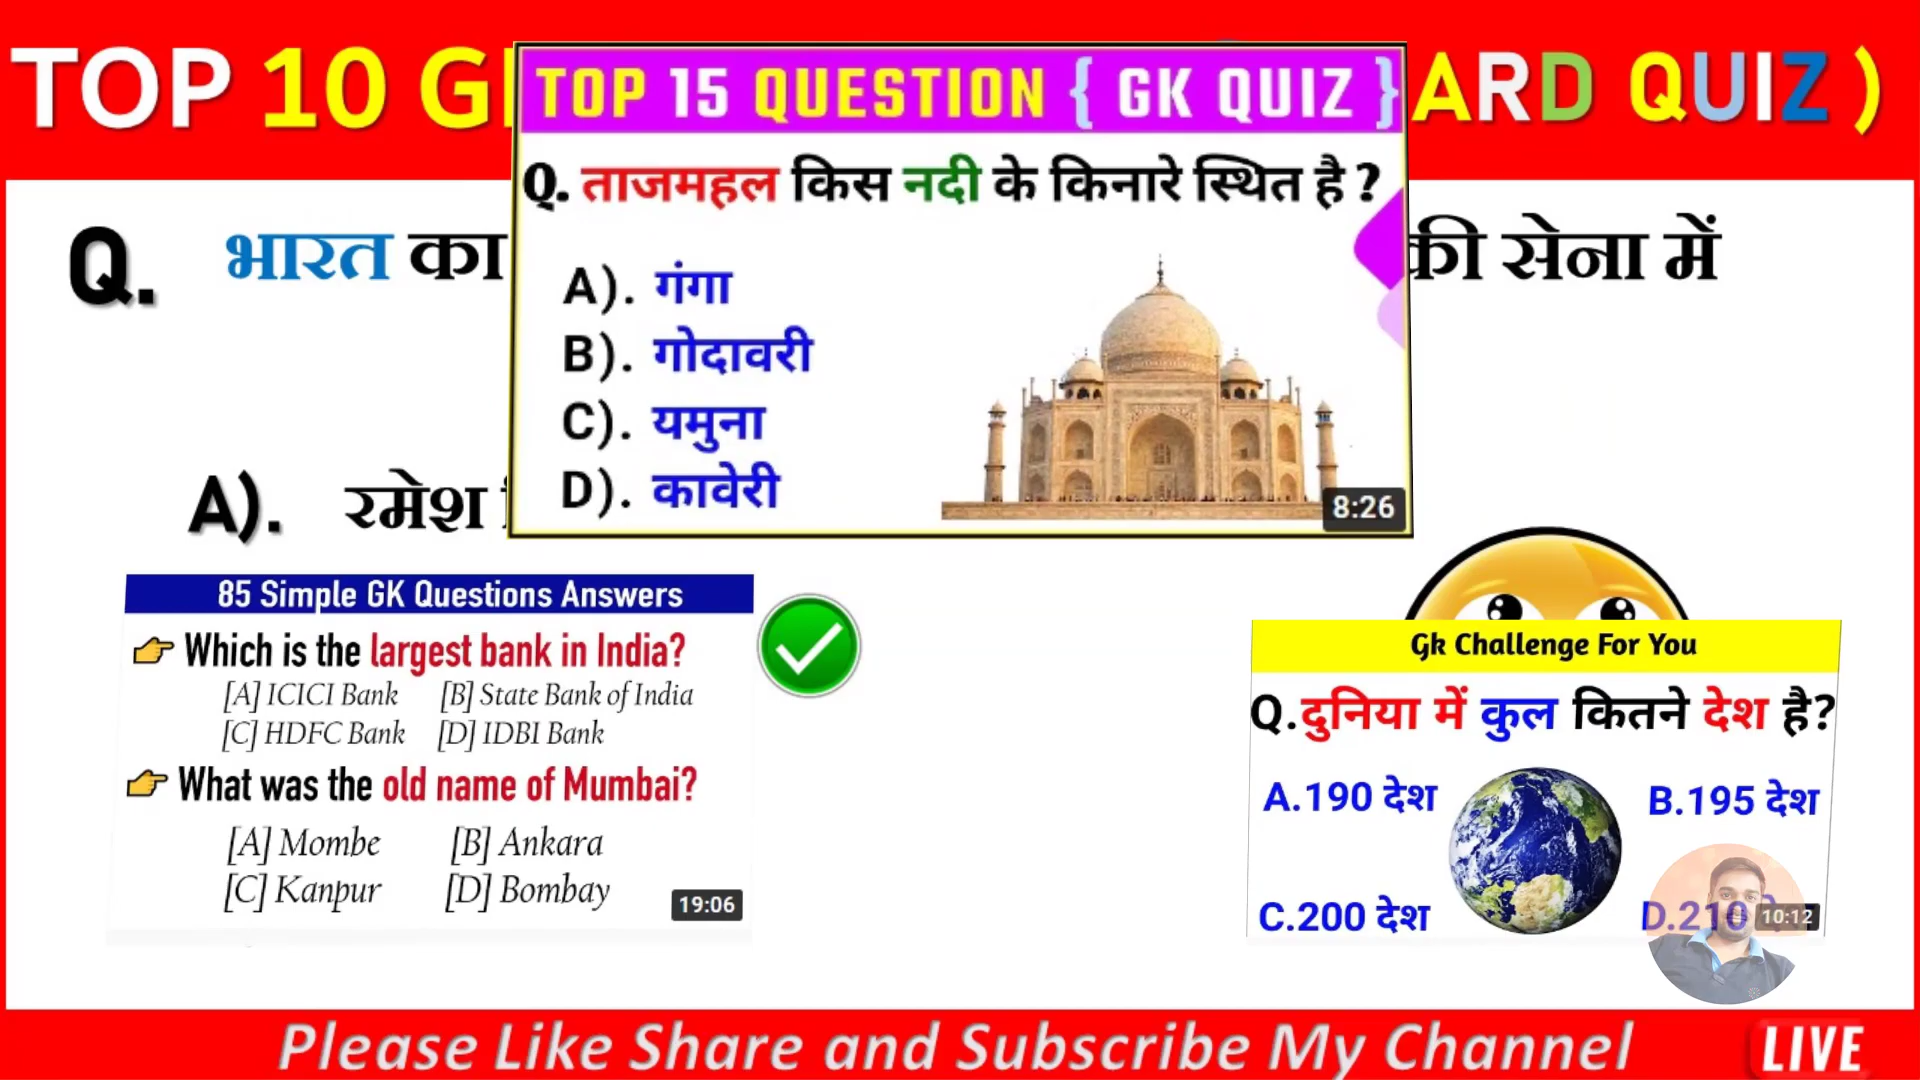 TOP 10 G
ARD QUIZ )
TOP 15 QUESTION { GK QUIZ }
Q. ताजमहल किस नदी के किनारे स्थित है ?
A). गंगा
B). गोदावरी
C). यमुना
D). कावेरी
8:26
Q. भारत का
की सेना में
A). रमेश
85 Simple GK Questions Answers
Which is the largest bank in India?
[A] ICICI Bank [B] State Bank of India
[C] HDFC Bank [D] IDBI Bank
What was the old name of Mumbai?
[A] Mombe [B] Ankara
[C] Kanpur [D] Bombay
19:06
Gk Challenge For You
Q.दुनिया में कुल कितने देश है?
A.190 देश B.195 देश
C.200 देश D.210
10:12
Please Like Share and Subscribe My Channel
LIVE